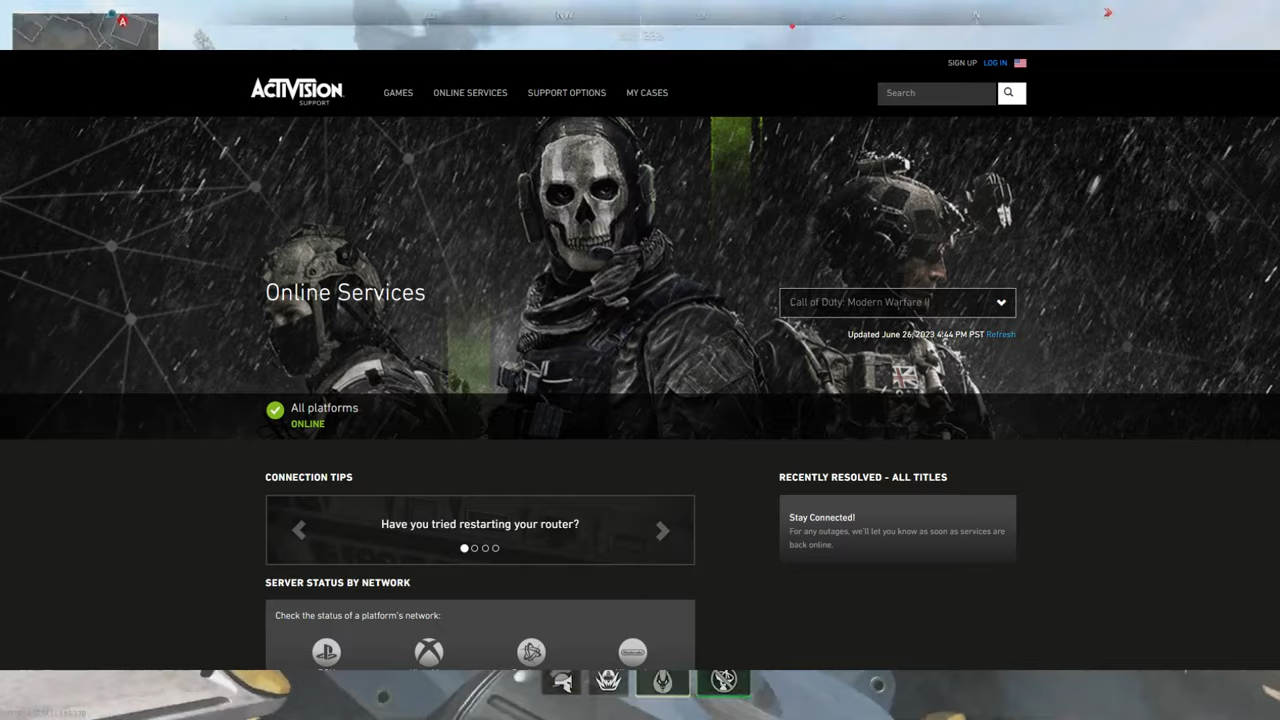 A
NW
N
SIGN UP LOG IN
ACTIVISION
SUPPORT
GAMES ONLINE SERVICES SUPPORT OPTIONS MY CASES
Search
Online Services
Call of Duty: Modern Warfare II
Updated June 26, 2023 4:44 PM PST Refresh
All platforms
ONLINE
CONNECTION TIPS
Have you tried restarting your router?
SERVER STATUS BY NETWORK
Check the status of a platform's network:
RECENTLY RESOLVED - ALL TITLES
Stay Connected!
For any outages, we'll let you know as soon as services are
back online.